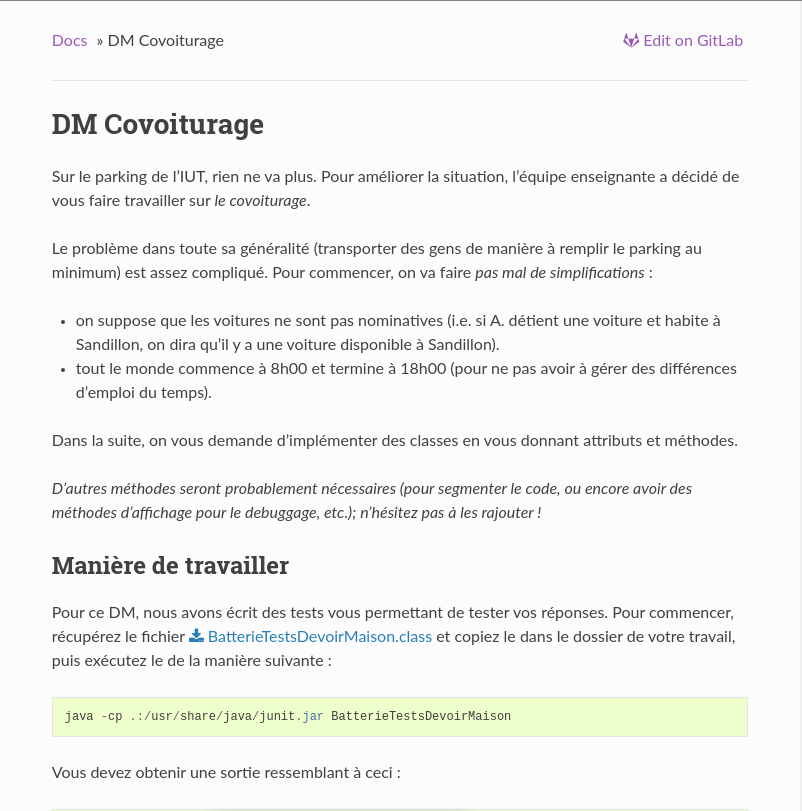 Docs » DM Covoiturage Edit on GitLab
DM Covoiturage
Sur le parking de l’IUT, rien ne va plus. Pour améliorer la situation, l’équipe enseignante a décidé de
vous faire travailler sur le covoiturage.
Le problème dans toute sa généralité (transporter des gens de manière à remplir le parking au
minimum) est assez compliqué. Pour commencer, on va faire pas mal de simplifications :
• on suppose que les voitures ne sont pas nominatives (i.e. si A. détient une voiture et habite à
Sandillon, on dira qu’il y a une voiture disponible à Sandillon).
• tout le monde commence à 8h00 et termine à 18h00 (pour ne pas avoir à gérer des différences
d’emploi du temps).
Dans la suite, on vous demande d’implémenter des classes en vous donnant attributs et méthodes.
D’autres méthodes seront probablement nécessaires (pour segmenter le code, ou encore avoir des
méthodes d’affichage pour le debuggage, etc.); n’hésitez pas à les rajouter !
Manière de travailler
Pour ce DM, nous avons écrit des tests vous permettant de tester vos réponses. Pour commencer,
récupérez le fichier BatterieTestsDevoirMaison.class et copiez le dans le dossier de votre travail,
puis exécutez le de la manière suivante :
java -cp .:/usr/share/java/junit.jar BatterieTestsDevoirMaison
Vous devez obtenir une sortie ressemblant à ceci :